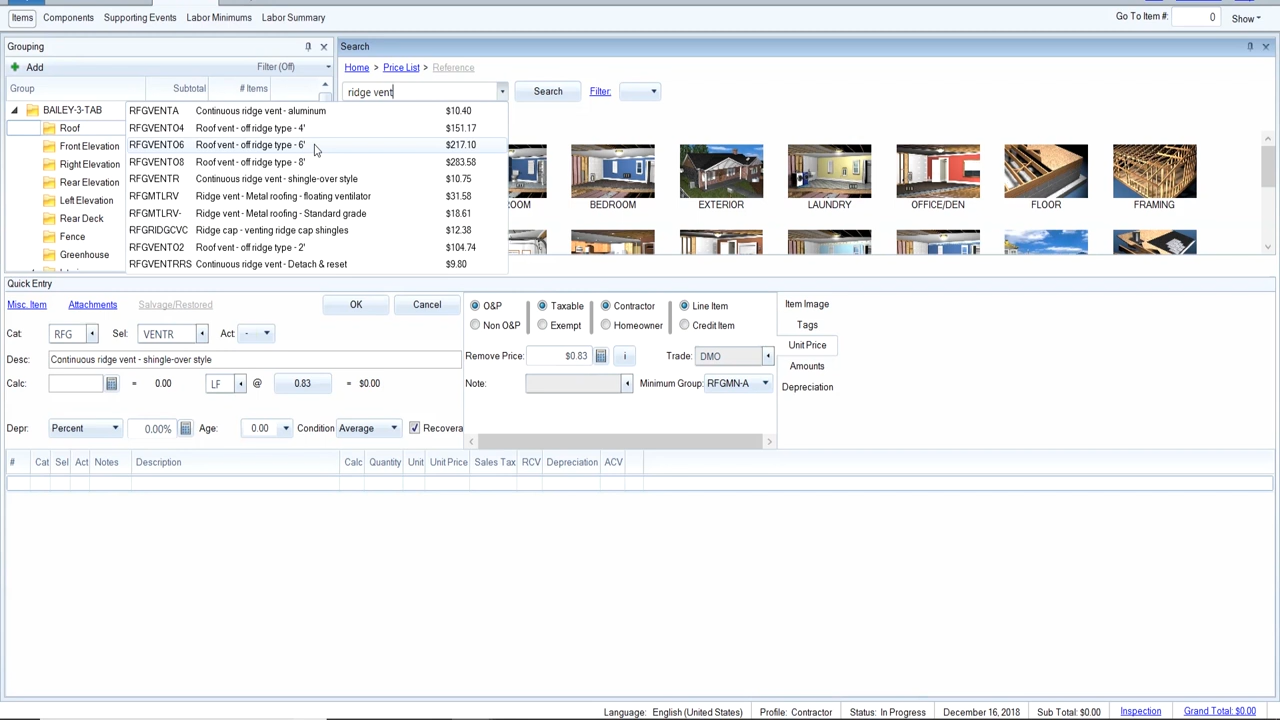 Items Components Supporting Events Labor Minimums Labor Summary Go To Item #: 0 Show
Grouping
Search
Add Filter (Off)
Home > Price List > Reference
Group Subtotal # Items
ridge vent Search Filter:
BAILEY-3-TAB
Roof
Front Elevation
Right Elevation
Rear Elevation
Left Elevation
Rear Deck
Fence
Greenhouse
RFGVENTA Continuous ridge vent - aluminum $10.40
RFGVENTO4 Roof vent - off ridge type - 4' $151.17
RFGVENTO6 Roof vent - off ridge type - 6' $217.10
RFGVENTO8 Roof vent - off ridge type - 8' $283.58
RFGVENTR Continuous ridge vent - shingle-over style $10.75
RFGMTLRV Ridge vent - Metal roofing - floating ventilator $31.58
RFGMTLRV- Ridge vent - Metal roofing - Standard grade $18.61
RFGRIDGCVC Ridge cap - venting ridge cap shingles $12.38
RFGVENTO2 Roof vent - off ridge type - 2' $104.74
RFGVENTRRS Continuous ridge vent - Detach & reset $9.80
OOM BEDROOM EXTERIOR LAUNDRY OFFICE/DEN FLOOR FRAMING
Quick Entry
Misc. Item Attachments Salvage/Restored OK Cancel
Cat: RFG Sel: VENTR Act: -
Desc: Continuous ridge vent - shingle-over style
Calc: = 0.00 LF @ 0.83 = $0.00
Depr: Percent 0.00% Age: 0.00 Condition Average Recovera
O&P Taxable Contractor Line Item
Non O&P Exempt Homeowner Credit Item
Remove Price: $0.83 i Trade: DMO
Note: Minimum Group: RFGMN-A
Item Image
Tags
Unit Price
Amounts
Depreciation
# Cat Sel Act Notes Description Calc Quantity Unit Unit Price Sales Tax RCV Depreciation ACV
Language: English (United States) Profile: Contractor Status: In Progress December 16, 2018 Sub Total: $0.00 Inspection Grand Total: $0.00